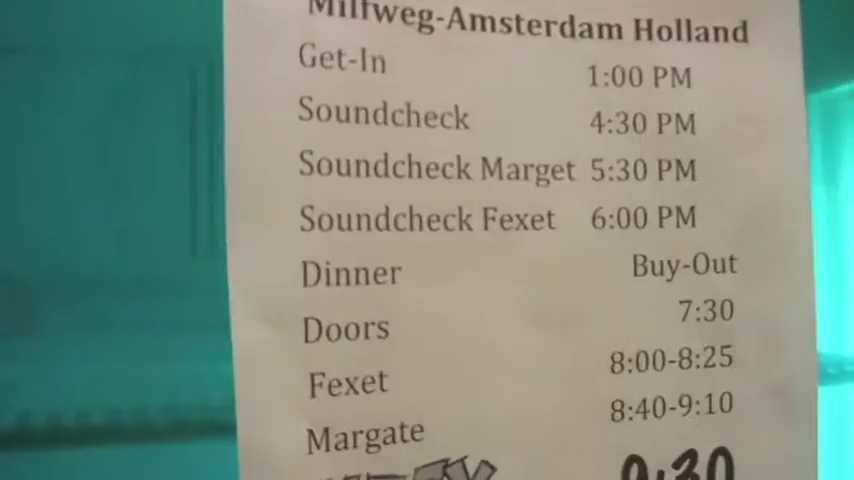 Milfweg-Amsterdam Holland
Get-In 1:00 PM
Soundcheck 4:30 PM
Soundcheck Marget 5:30 PM
Soundcheck Fexet 6:00 PM
Dinner Buy-Out
Doors 7:30
Fexet 8:00-8:25
Margate 8:40-9:10
9:30